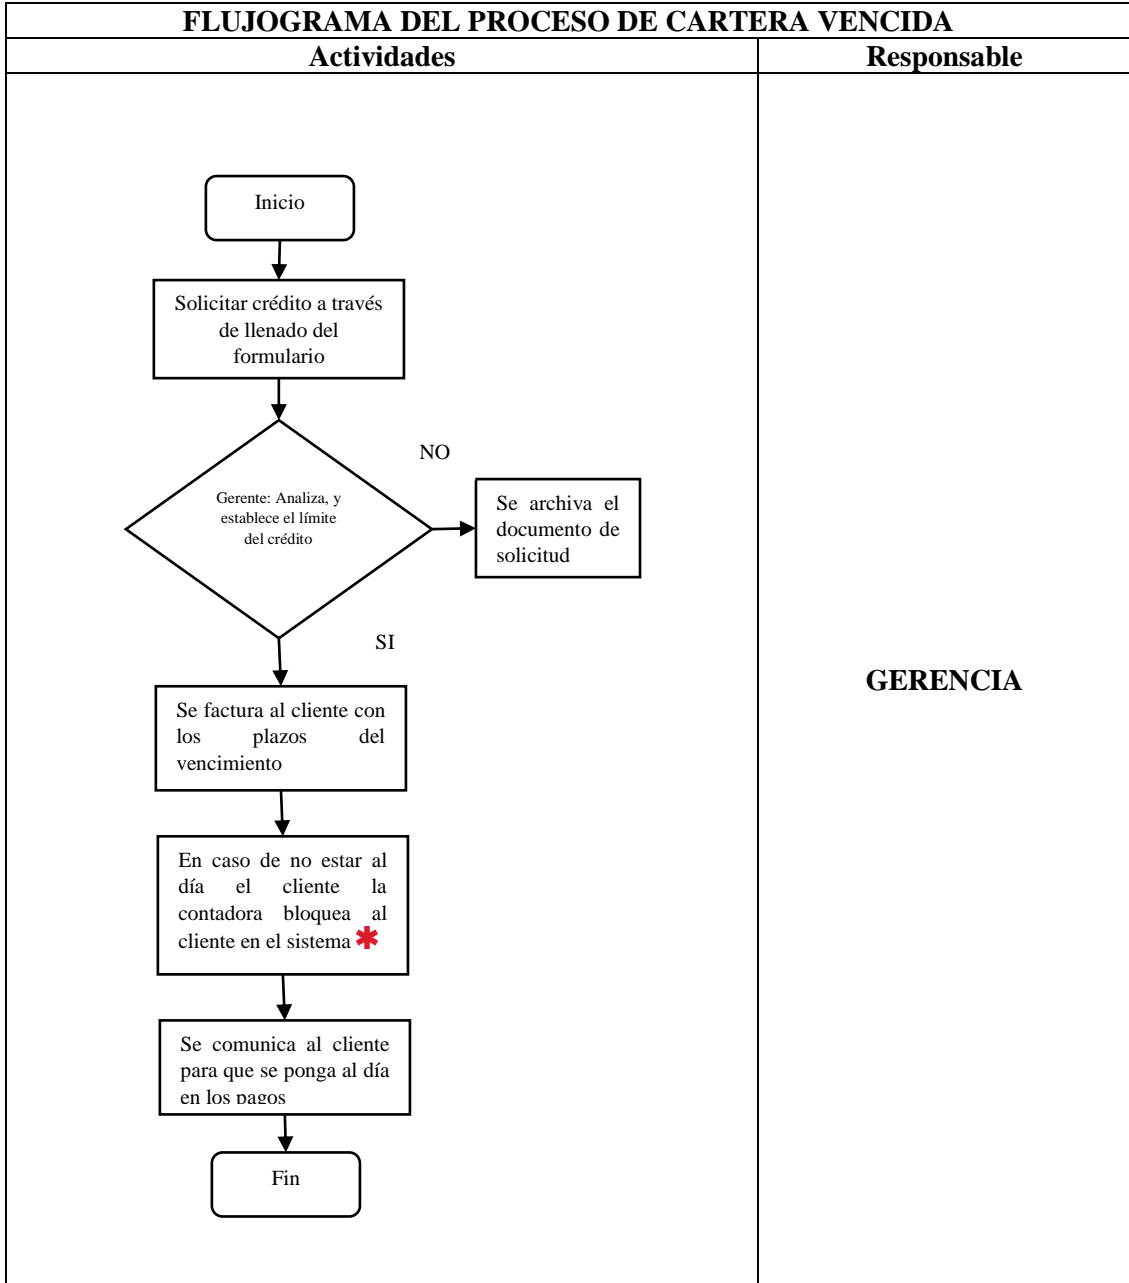 FLUJOGRAMA DEL PROCESO DE CARTERA VENCIDA
Actividades
Responsable
Inicio
Solicitar crédito a través
de llenado del
formulario
NO
Gerente: Analiza, y
establece el límite
del crédito
Se archiva el
documento de
solicitud
SI
GERENCIA
Se factura al cliente con
los plazos del
vencimiento
En caso de no estar al
día el cliente la
contadora bloquea al
cliente en el sistema
Se comunica al cliente
para que se ponga al día
en los pagos
Fin